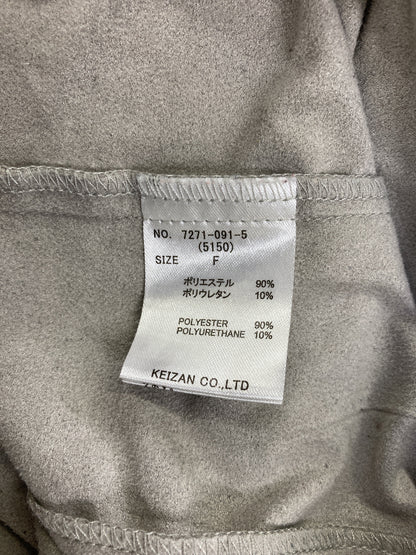 NO. 7271-091-5
(5150)
SIZE F
ポリエステル 90%
ポリウレタン 10%
POLYESTER 90%
POLYURETHANE 10%
KEIZAN CO.,LTD